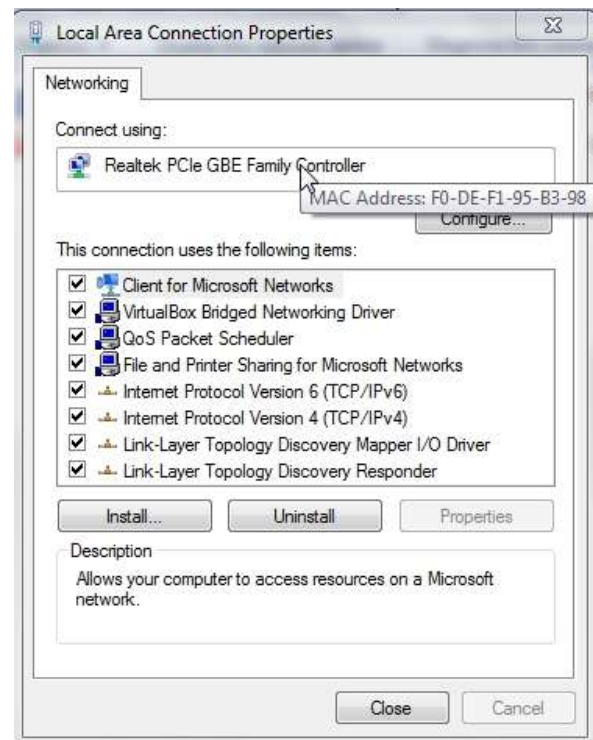 Local Area Connection Properties
Networking
Connect using:
Realtek PCIe GBE Family Controller
MAC Address: F0-DE-F1-95-B3-98
Configure...
This connection uses the following items:
Client for Microsoft Networks
VirtualBox Bridged Networking Driver
QoS Packet Scheduler
File and Printer Sharing for Microsoft Networks
Internet Protocol Version 6 (TCP/IPv6)
Internet Protocol Version 4 (TCP/IPv4)
Link-Layer Topology Discovery Mapper I/O Driver
Link-Layer Topology Discovery Responder
Install... Uninstall Properties
Description
Allows your computer to access resources on a Microsoft
network.
Close Cancel